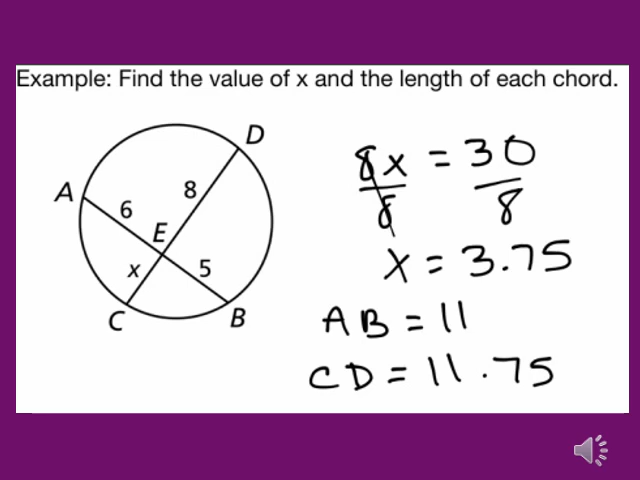 Example: Find the value of x and the length of each chord.
D
A
6
8
E
x
5
C
B
8x = 30
8 8
x = 3.75
AB = 11
CD = 11.75